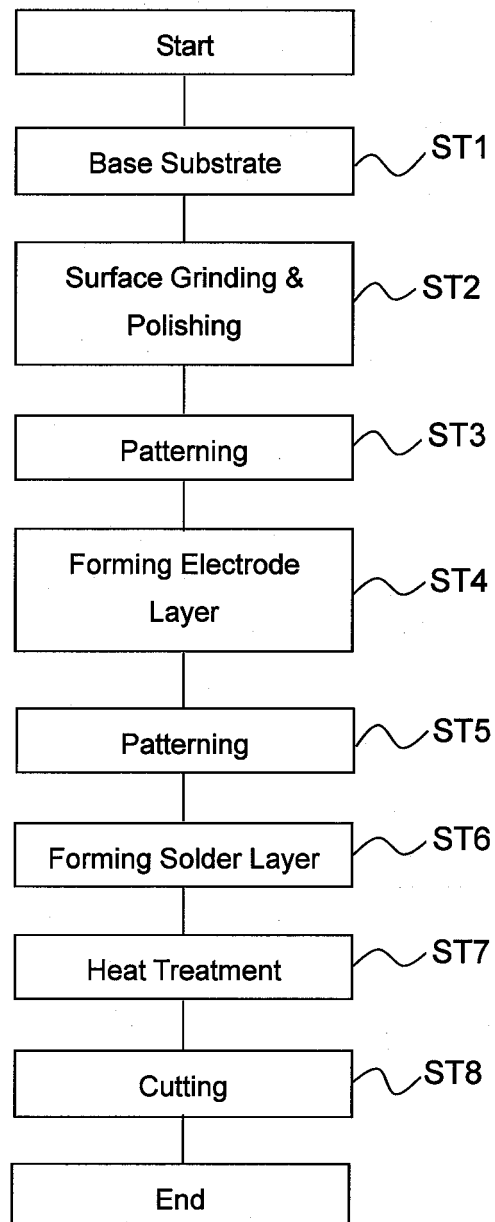 Start
Base Substrate
ST1
Surface Grinding &
Polishing
ST2
Patterning
ST3
Forming Electrode
Layer
ST4
Patterning
ST5
Forming Solder Layer
ST6
Heat Treatment
ST7
Cutting
ST8
End